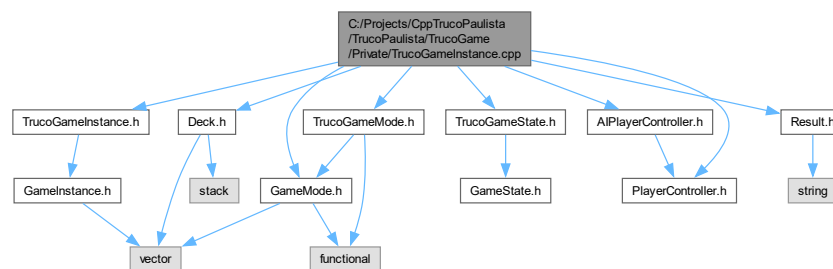 C:/Projects/CppTrucoPaulista
/TrucoPaulista/TrucoGame
/Private/TrucoGameInstance.cpp
TrucoGameInstance.h
Deck.h
TrucoGameMode.h
TrucoGameState.h
AIPlayerController.h
Result.h
GameInstance.h
stack
GameMode.h
GameState.h
PlayerController.h
string
vector
functional